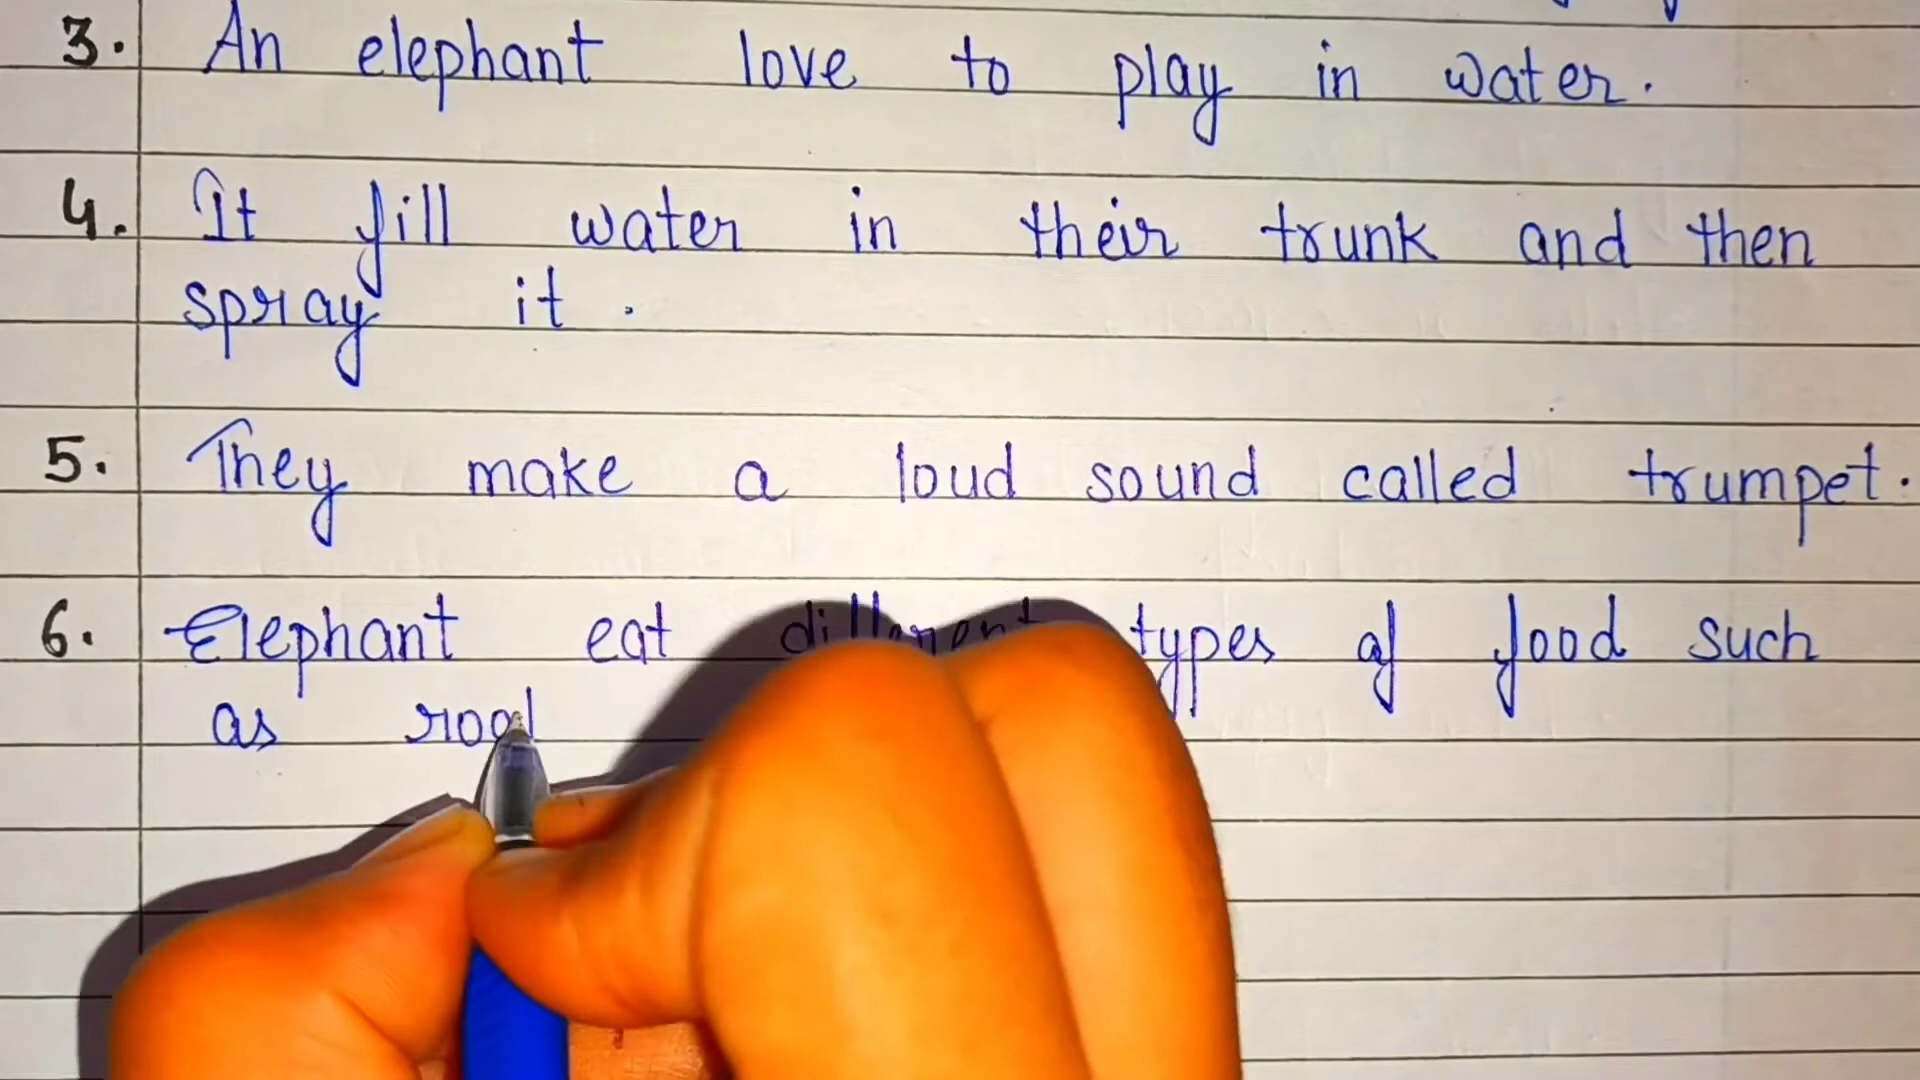 3. An elephant love to play in water.
4. It fill water in their trunk and then
spray it.
5. They make a loud sound called trumpet.
6. Elephant eat different types of food such
as